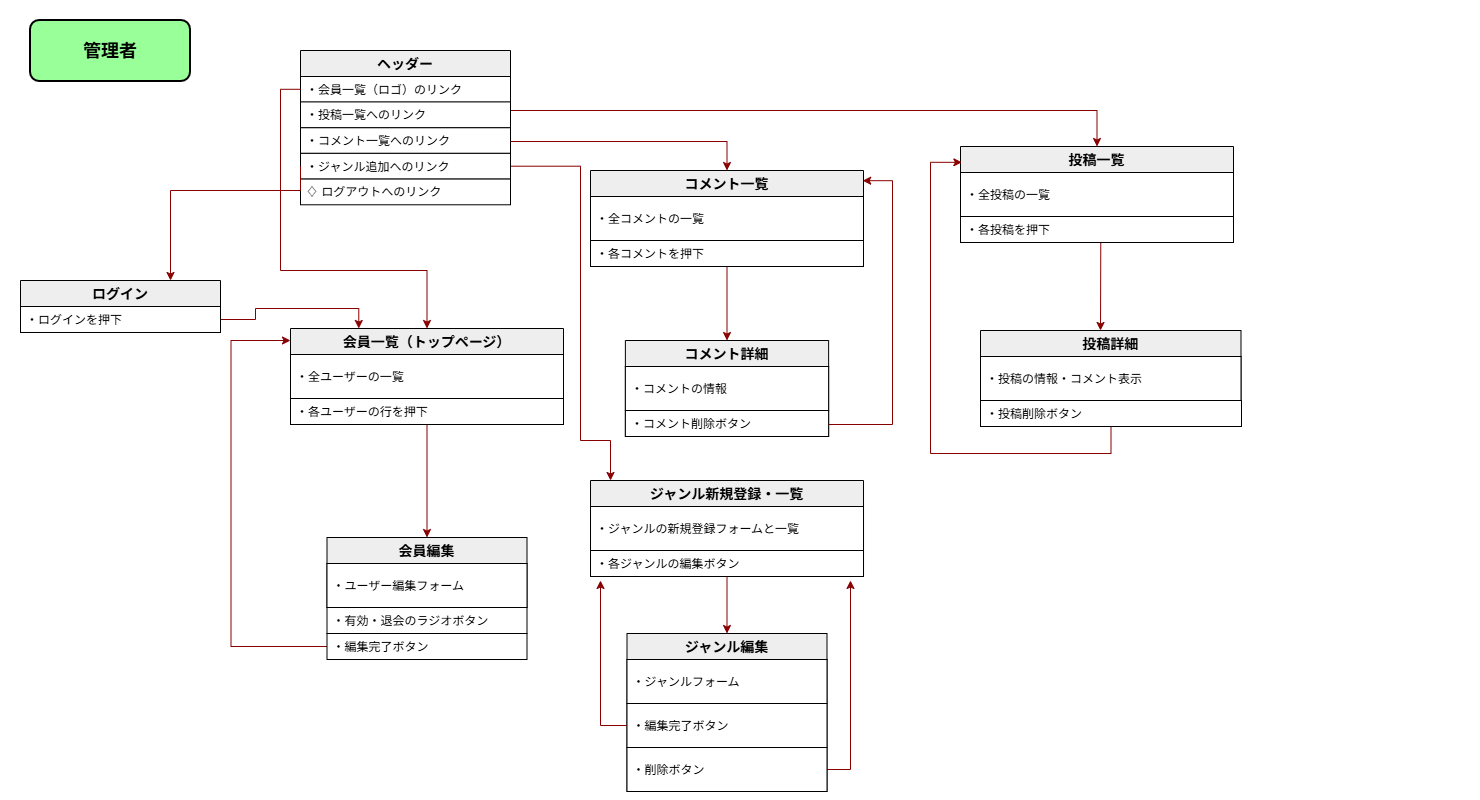 管理者
ヘッダー
・会員一覧（ロゴ）のリンク
・投稿一覧へのリンク
・コメント一覧へのリンク
・ジャンル追加へのリンク
♢ ログアウトへのリンク
ログイン
・ログインを押下
会員一覧（トップページ）
・全ユーザーの一覧
・各ユーザーの行を押下
会員編集
・ユーザー編集フォーム
・有効・退会のラジオボタン
・編集完了ボタン
コメント一覧
・全コメントの一覧
・各コメントを押下
コメント詳細
・コメントの情報
・コメント削除ボタン
ジャンル新規登録・一覧
・ジャンルの新規登録フォームと一覧
・各ジャンルの編集ボタン
ジャンル編集
・ジャンルフォーム
・編集完了ボタン
・削除ボタン
投稿一覧
・全投稿の一覧
・各投稿を押下
投稿詳細
・投稿の情報・コメント表示
・投稿削除ボタン